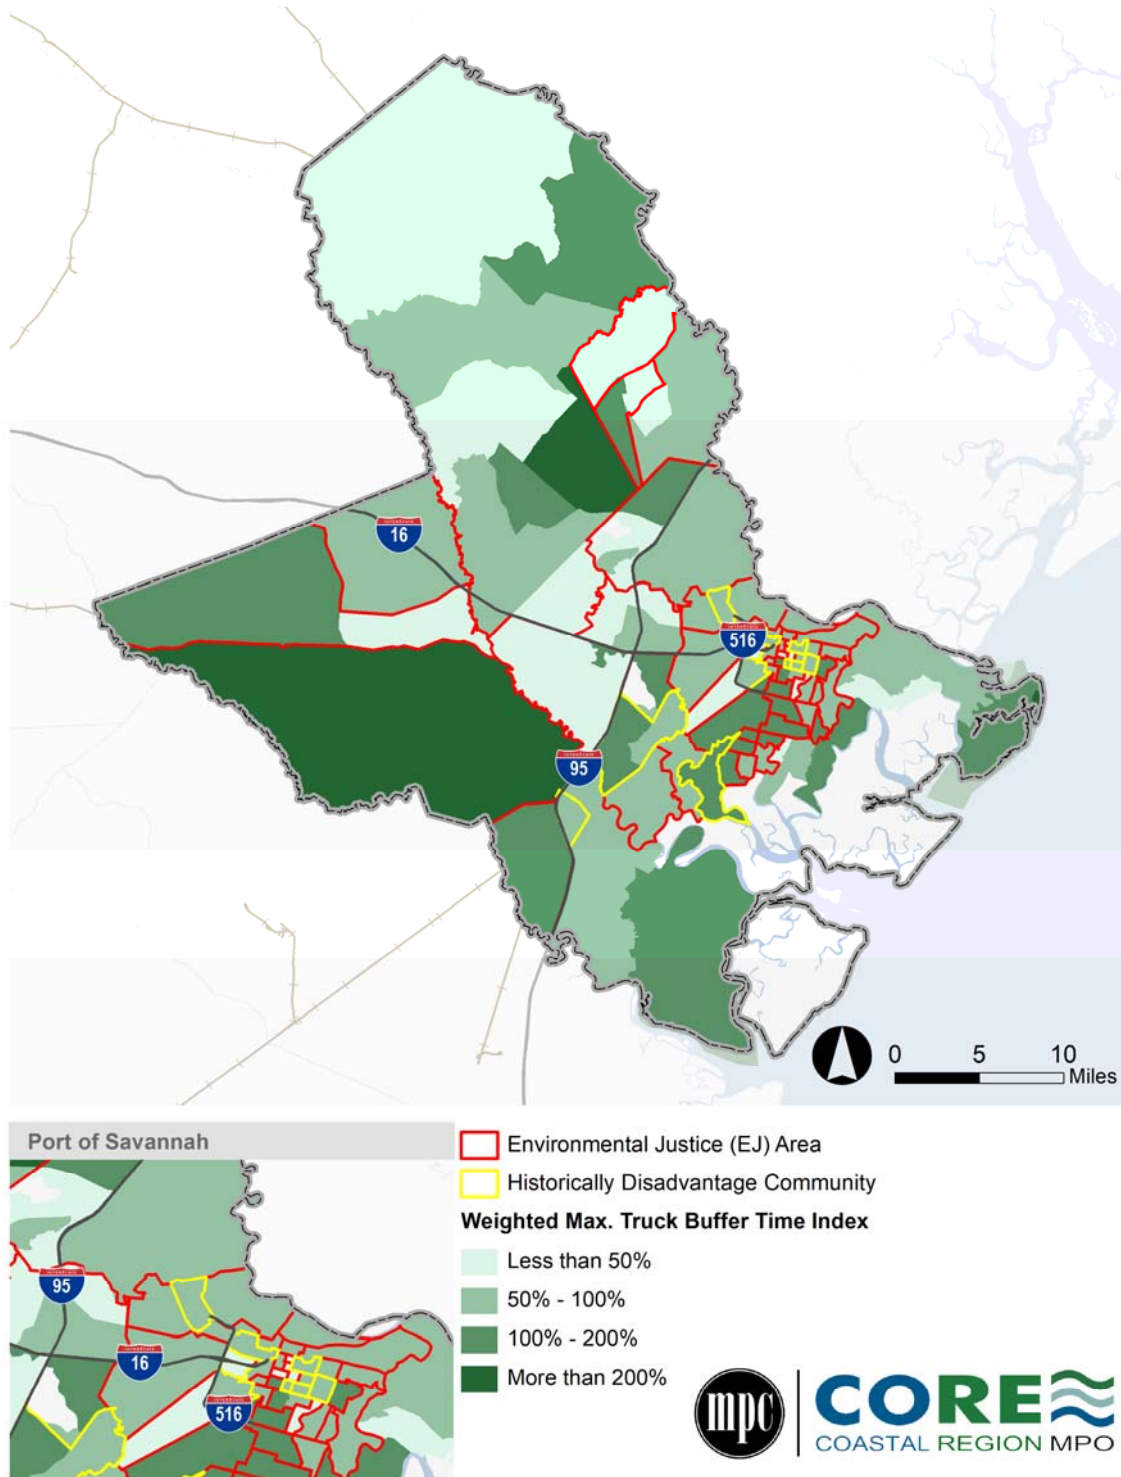 16
516
95
0 5 10
Miles
Port of Savannah
95
16
516
Environmental Justice (EJ) Area
Historically Disadvantage Community
Weighted Max. Truck Buffer Time Index
Less than 50%
50% - 100%
100% - 200%
More than 200%
mpc
CORE
COASTAL REGION MPO